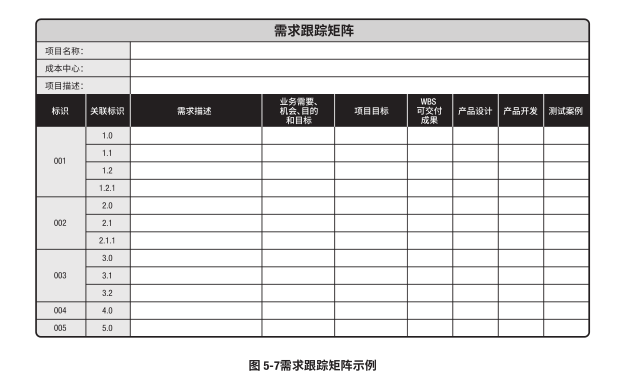 需求跟踪矩阵
项目名称:
成本中心:
项目描述:
标识 关联标识 需求描述 业务需要、机会、目的和目标 项目目标 WBS可交付成果 产品设计 产品开发 测试案例
001 1.0
1.1
1.2
1.2.1
002 2.0
2.1
2.1.1
003 3.0
3.1
3.2
004 4.0
005 5.0
图 5-7需求跟踪矩阵示例